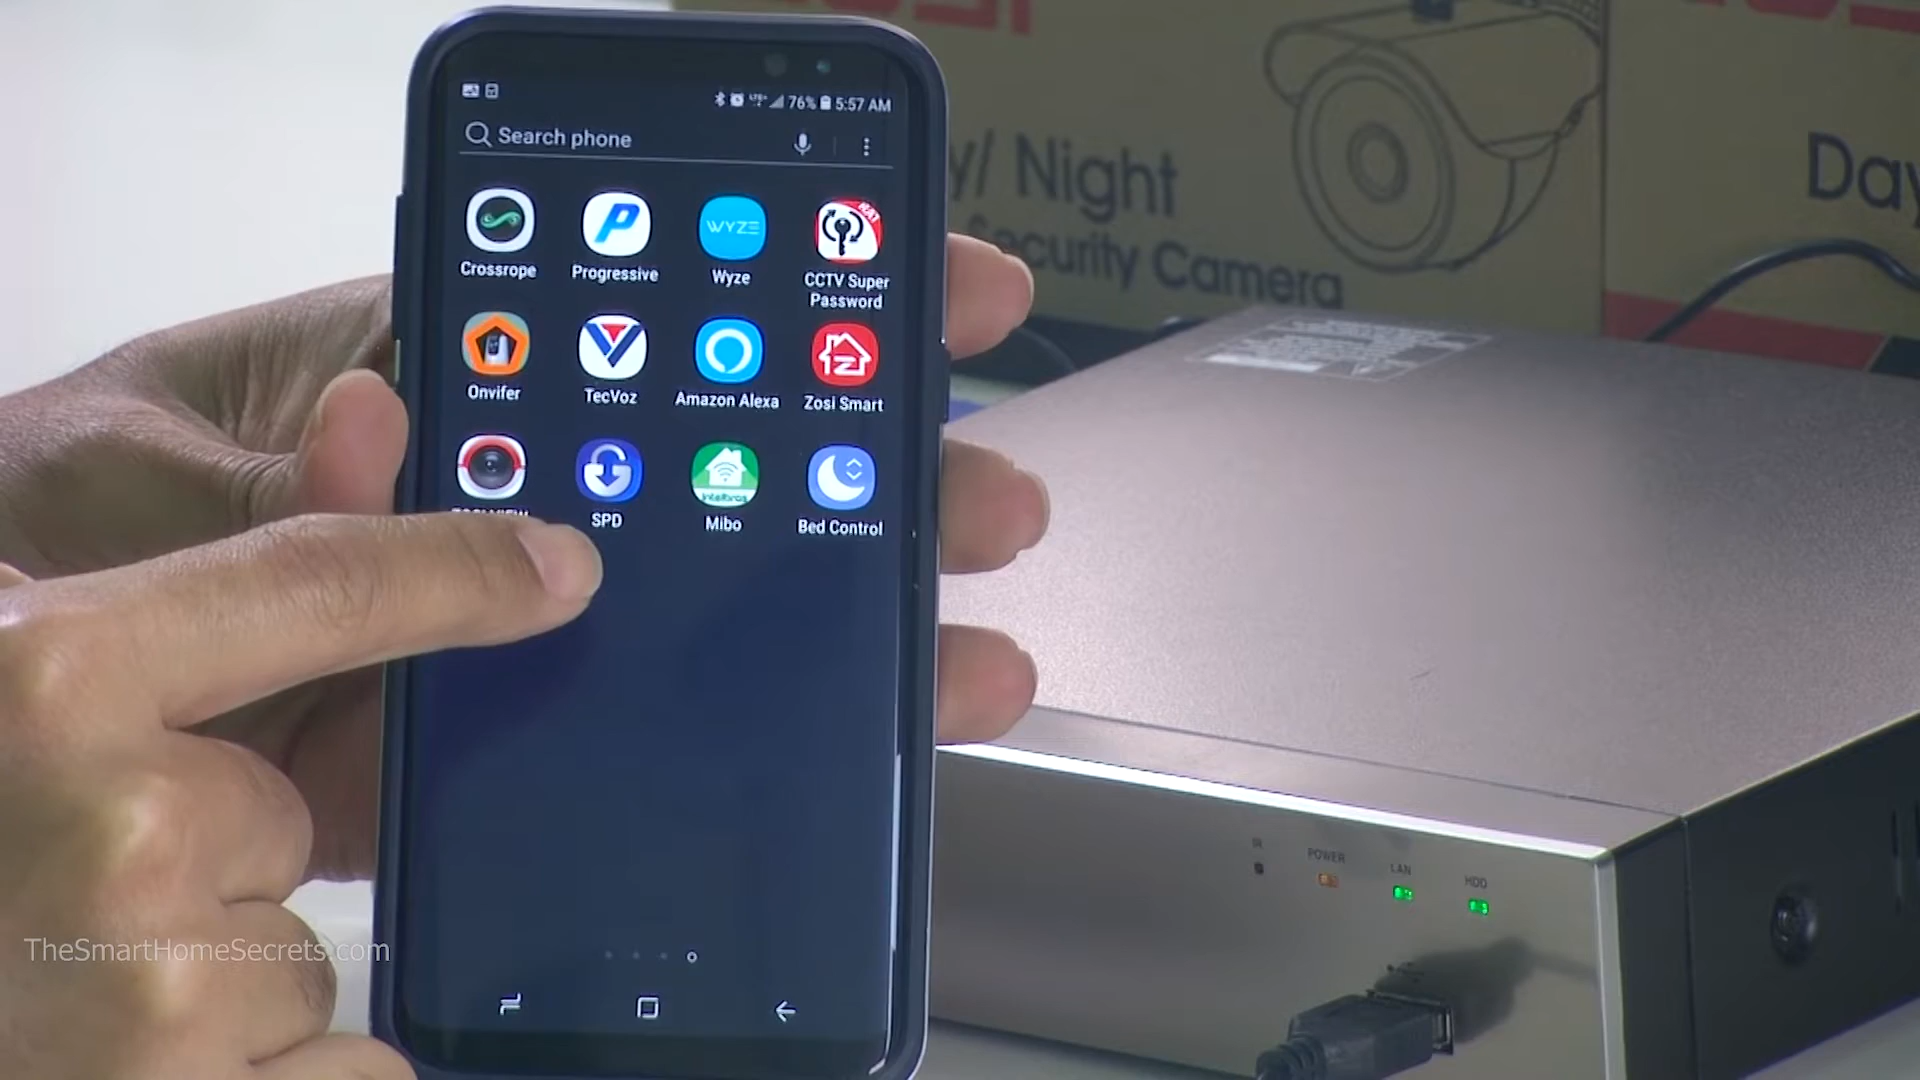 76% 5:57 AM
Search phone
Crossrope
Progressive
WYZE
Wyze
CCTV Super
Password
Onvifer
TecVoz
Amazon Alexa
Zosi Smart
SPD
intelbras
Mibo
Bed Control
y/ Night
Security Camera
Day
IR
POWER
LAN
HDD
TheSmartHomeSecrets.com